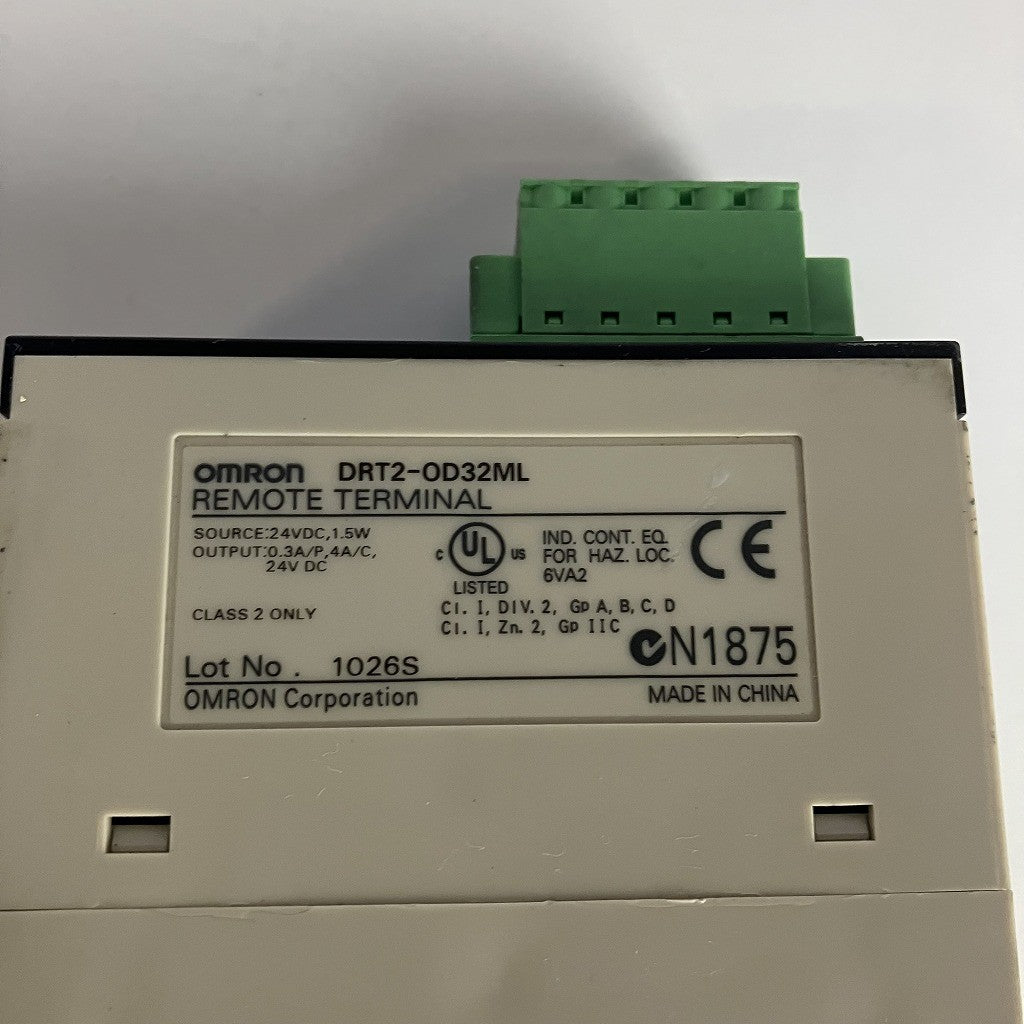 OMRON DRT2-OD32ML
REMOTE TERMINAL
SOURCE:24VDC,1.5W
OUTPUT:0.3A/P,4A/C,
24V DC
CLASS 2 ONLY
C UL US
LISTED
IND. CONT. EQ.
FOR HAZ. LOC.
6VA2
CE
Cl. I, DIV. 2, Gp A, B, C, D
Cl. I, Zn. 2, Gp IIC
N1875
Lot No. 1026S
OMRON Corporation
MADE IN CHINA